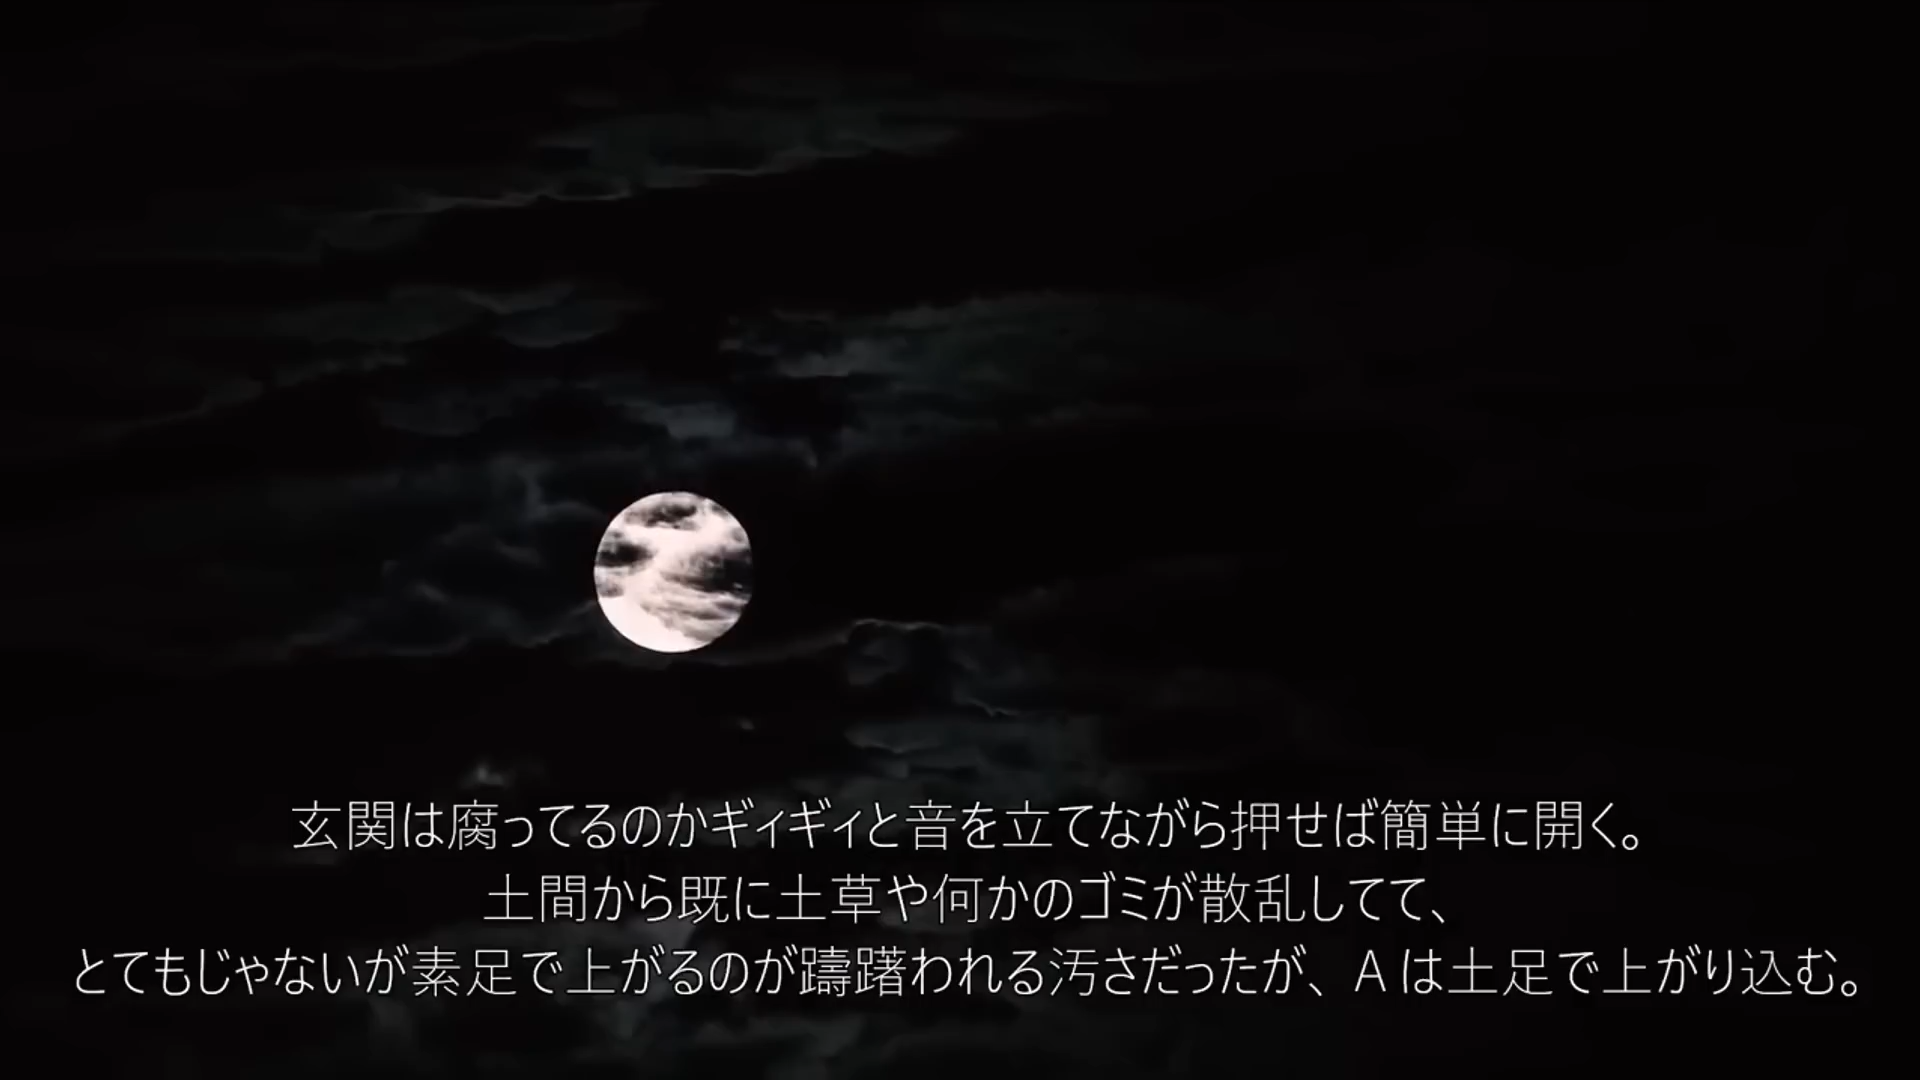 玄関は腐ってるのかギィギィと音を立てながら押せば簡単に開く。
土間から既に土草や何かのゴミが散乱してて、
とてもじゃないが素足で上がるのが躊躇われる汚さだったが、Ａは土足で上がり込む。